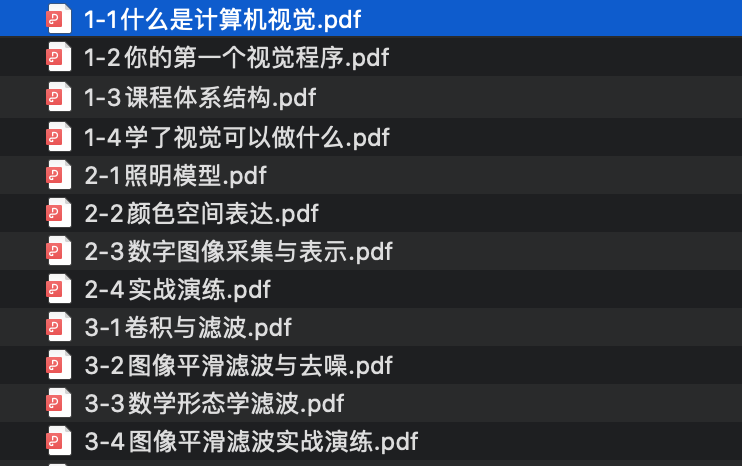 1-1什么是计算机视觉.pdf
1-2你的第一个视觉程序.pdf
1-3课程体系结构.pdf
1-4学了视觉可以做什么.pdf
2-1照明模型.pdf
2-2颜色空间表达.pdf
2-3数字图像采集与表示.pdf
2-4实战演练.pdf
3-1卷积与滤波.pdf
3-2图像平滑滤波与去噪.pdf
3-3数学形态学滤波.pdf
3-4图像平滑滤波实战演练.pdf